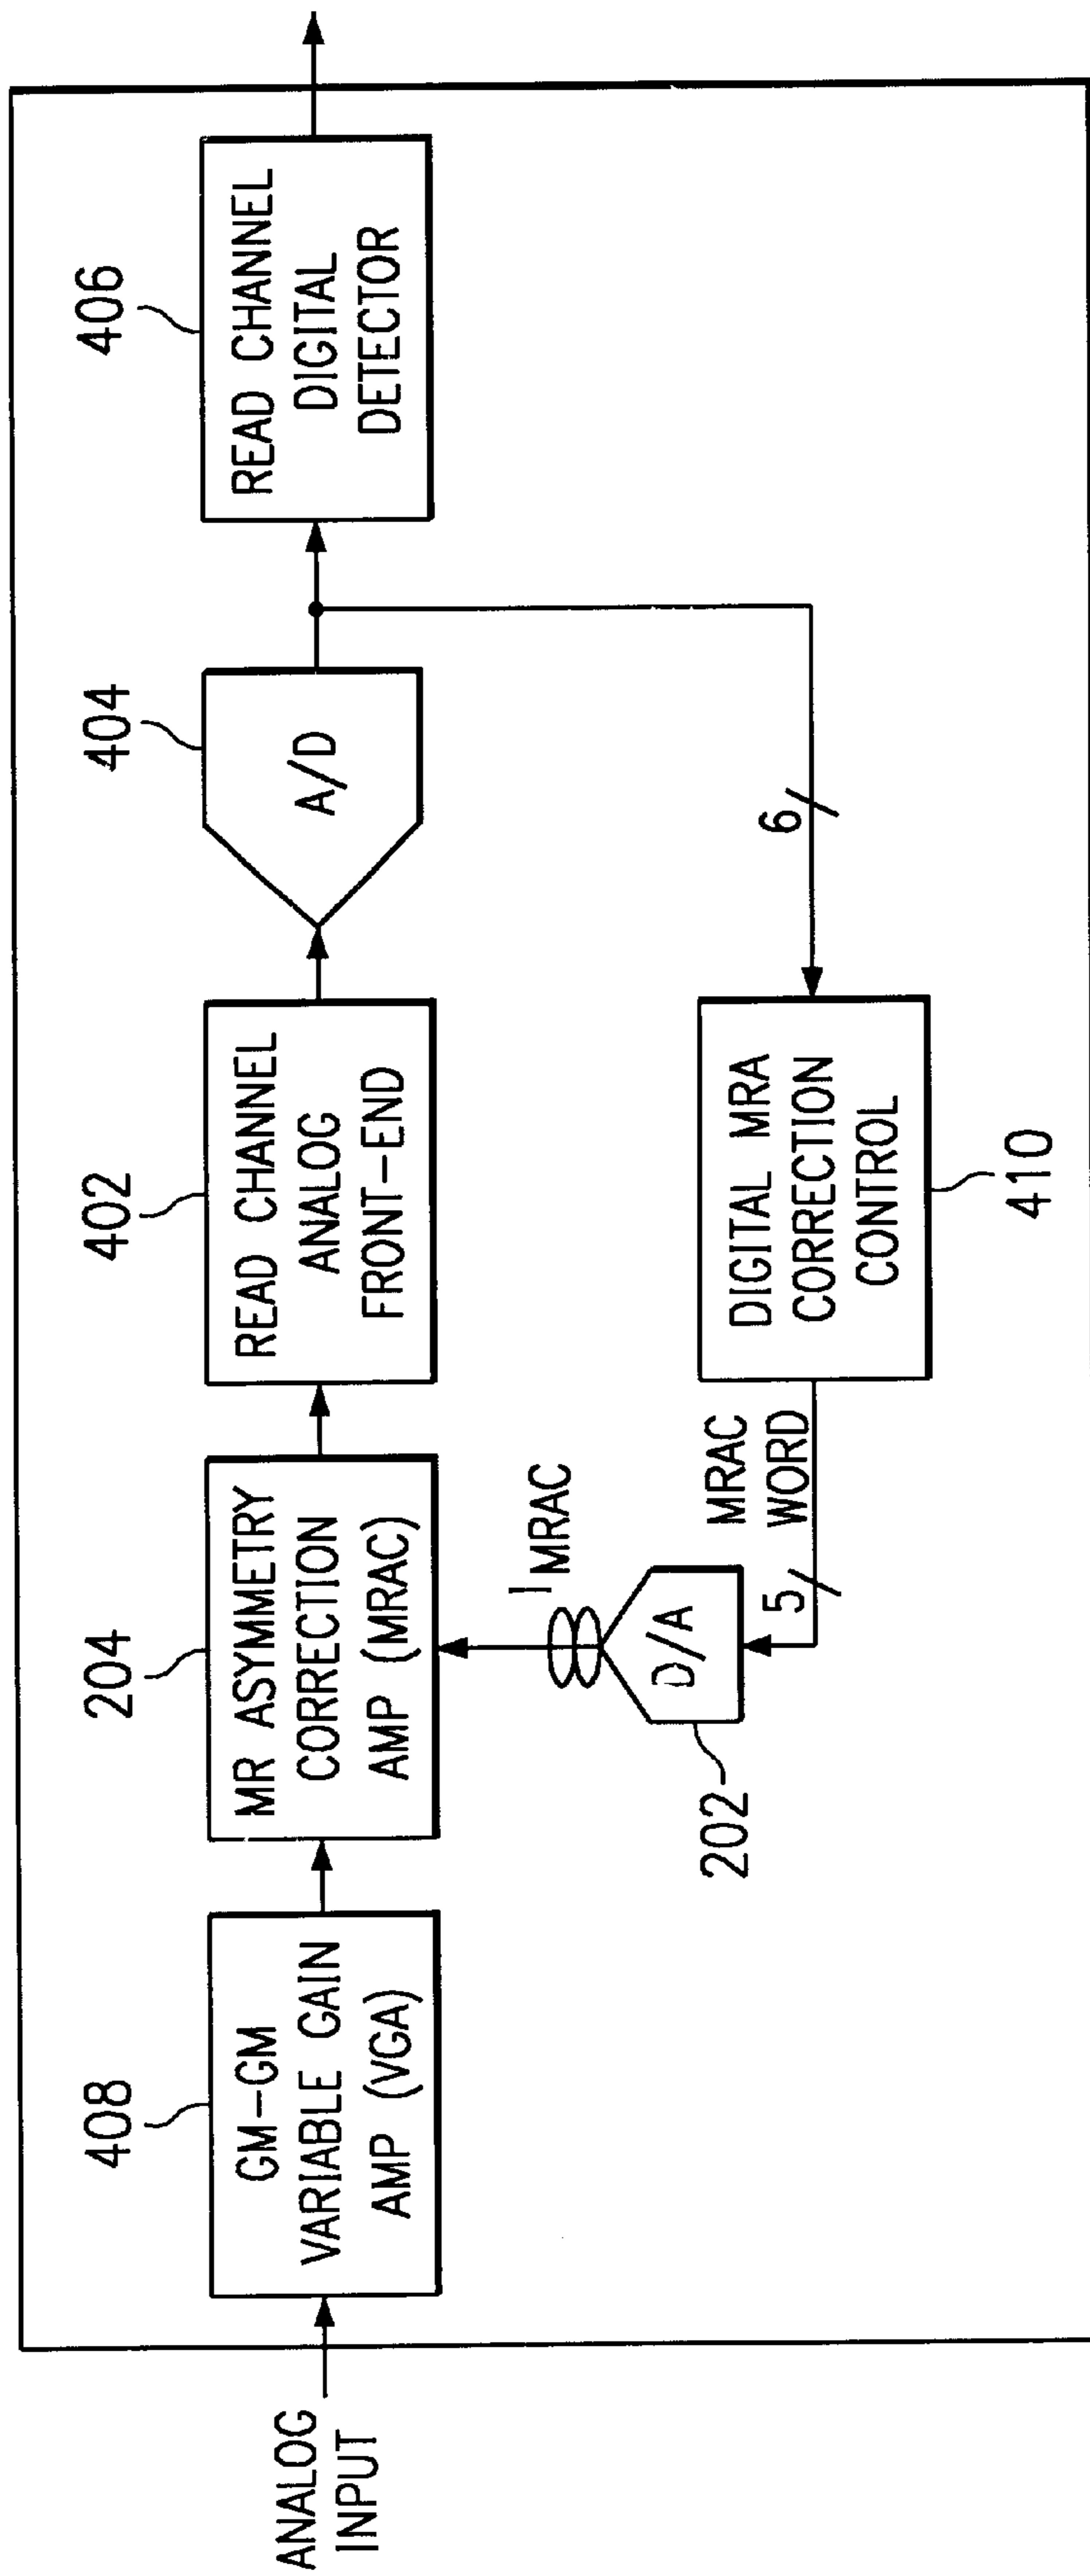 ANALOG
INPUT
408
GM-GM
VARIABLE GAIN
AMP (VGA)
204
MR ASYMETRY
CORRECTION
AMP (MRAC)
402
READ CHANNEL
ANALOG
FRONT-END
404
A/D
406
READ CHANNEL
DIGITAL
DETECTOR
I MRAC
D/A
202
MRAC
WORD
5
DIGITAL MRA
CORRECTION
CONTROL
410
6